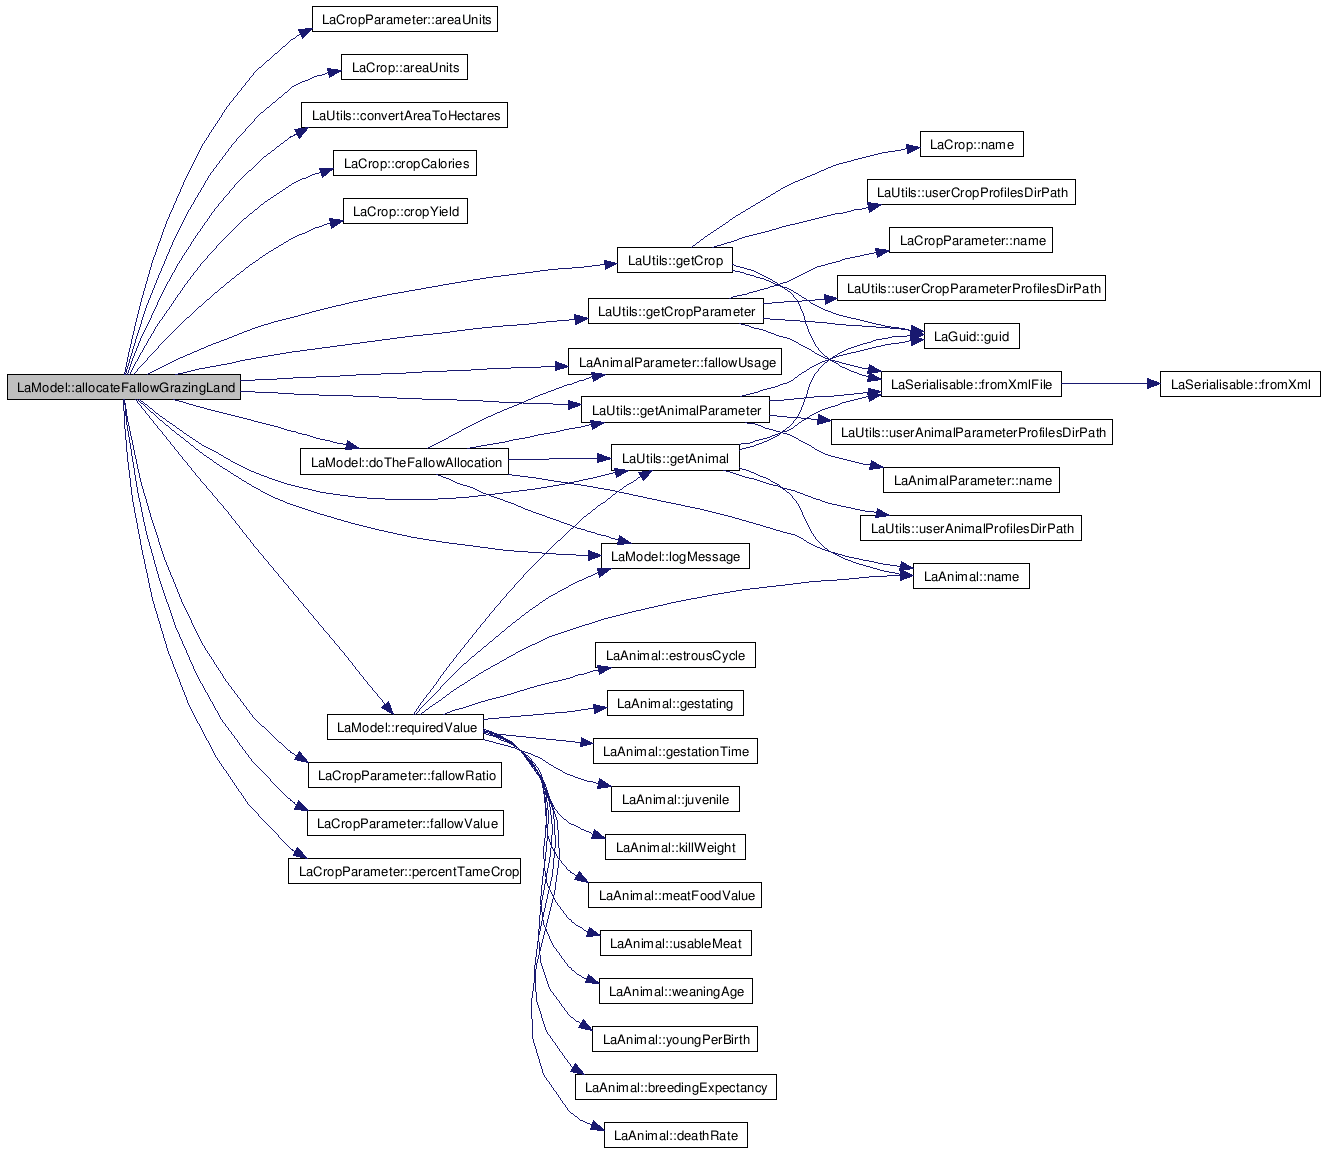 LaCropParameter::areaUnits
LaCrop::areaUnits
LaUtils::convertAreaToHectares
LaCrop::name
LaCrop::cropCalories
LaUtils::userCropProfilesDirPath
LaCrop::cropYield
LaCropParameter::name
LaUtils::getCrop
LaUtils::userCropParameterProfilesDirPath
LaUtils::getCropParameter
LaGuid::guid
LaAnimalParameter::fallowUsage
LaModel::allocateFallowGrazingLand
LaSerialisable::fromXmlFile
LaSerialisable::fromXml
LaUtils::getAnimalParameter
LaUtils::userAnimalParameterProfilesDirPath
LaModel::doTheFallowAllocation
LaUtils::getAnimal
LaAnimalParameter::name
LaUtils::userAnimalProfilesDirPath
LaModel::logMessage
LaAnimal::name
LaAnimal::estrousCycle
LaAnimal::gestating
LaModel::requiredValue
LaAnimal::gestationTime
LaCropParameter::fallowRatio
LaAnimal::juvenile
LaCropParameter::fallowValue
LaAnimal::killWeight
LaCropParameter::percentTameCrop
LaAnimal::meatFoodValue
LaAnimal::usableMeat
LaAnimal::weaningAge
LaAnimal::youngPerBirth
LaAnimal::breedingExpectancy
LaAnimal::deathRate